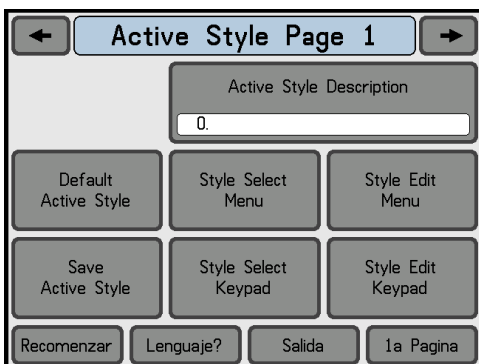 Active Style Page 1
Active Style Description
0.
Default
Active Style
Style Select
Menu
Style Edit
Menu
Save
Active Style
Style Select
Keypad
Style Edit
Keypad
Recomenzar
Lenguaje?
Salida
1a Pagina